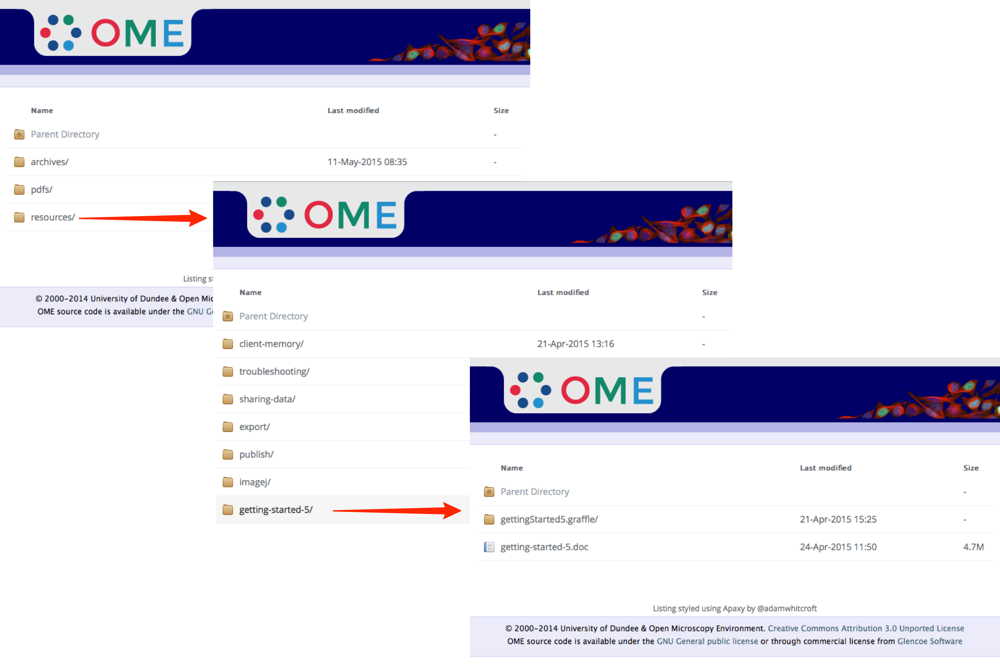 OME
Name Last modified Size
Parent Directory -
archives/ 11-May-2015 08:35 -
pdfs/
resources/
Listing
© 2000–2014 University of Dundee & Open
OME source code is available under the GNU
OME
Name Last modified Size
Parent Directory -
client-memory/ 21-Apr-2015 13:16 -
troubleshooting/
sharing-data/
export/
publish/
imagej/
getting-started-5/
OME
Name Last modified Size
Parent Directory -
gettingStarted5.graffle/ 21-Apr-2015 15:25 -
getting-started-5.doc 24-Apr-2015 11:50 4.7M
Listing styled using Apaxy by @adamwhitcroft
© 2000–2014 University of Dundee & Open Microscopy Environment. Creative Commons Attribution 3.0 Unported License
OME source code is available under the GNU General public license or through commercial license from Glencoe Software